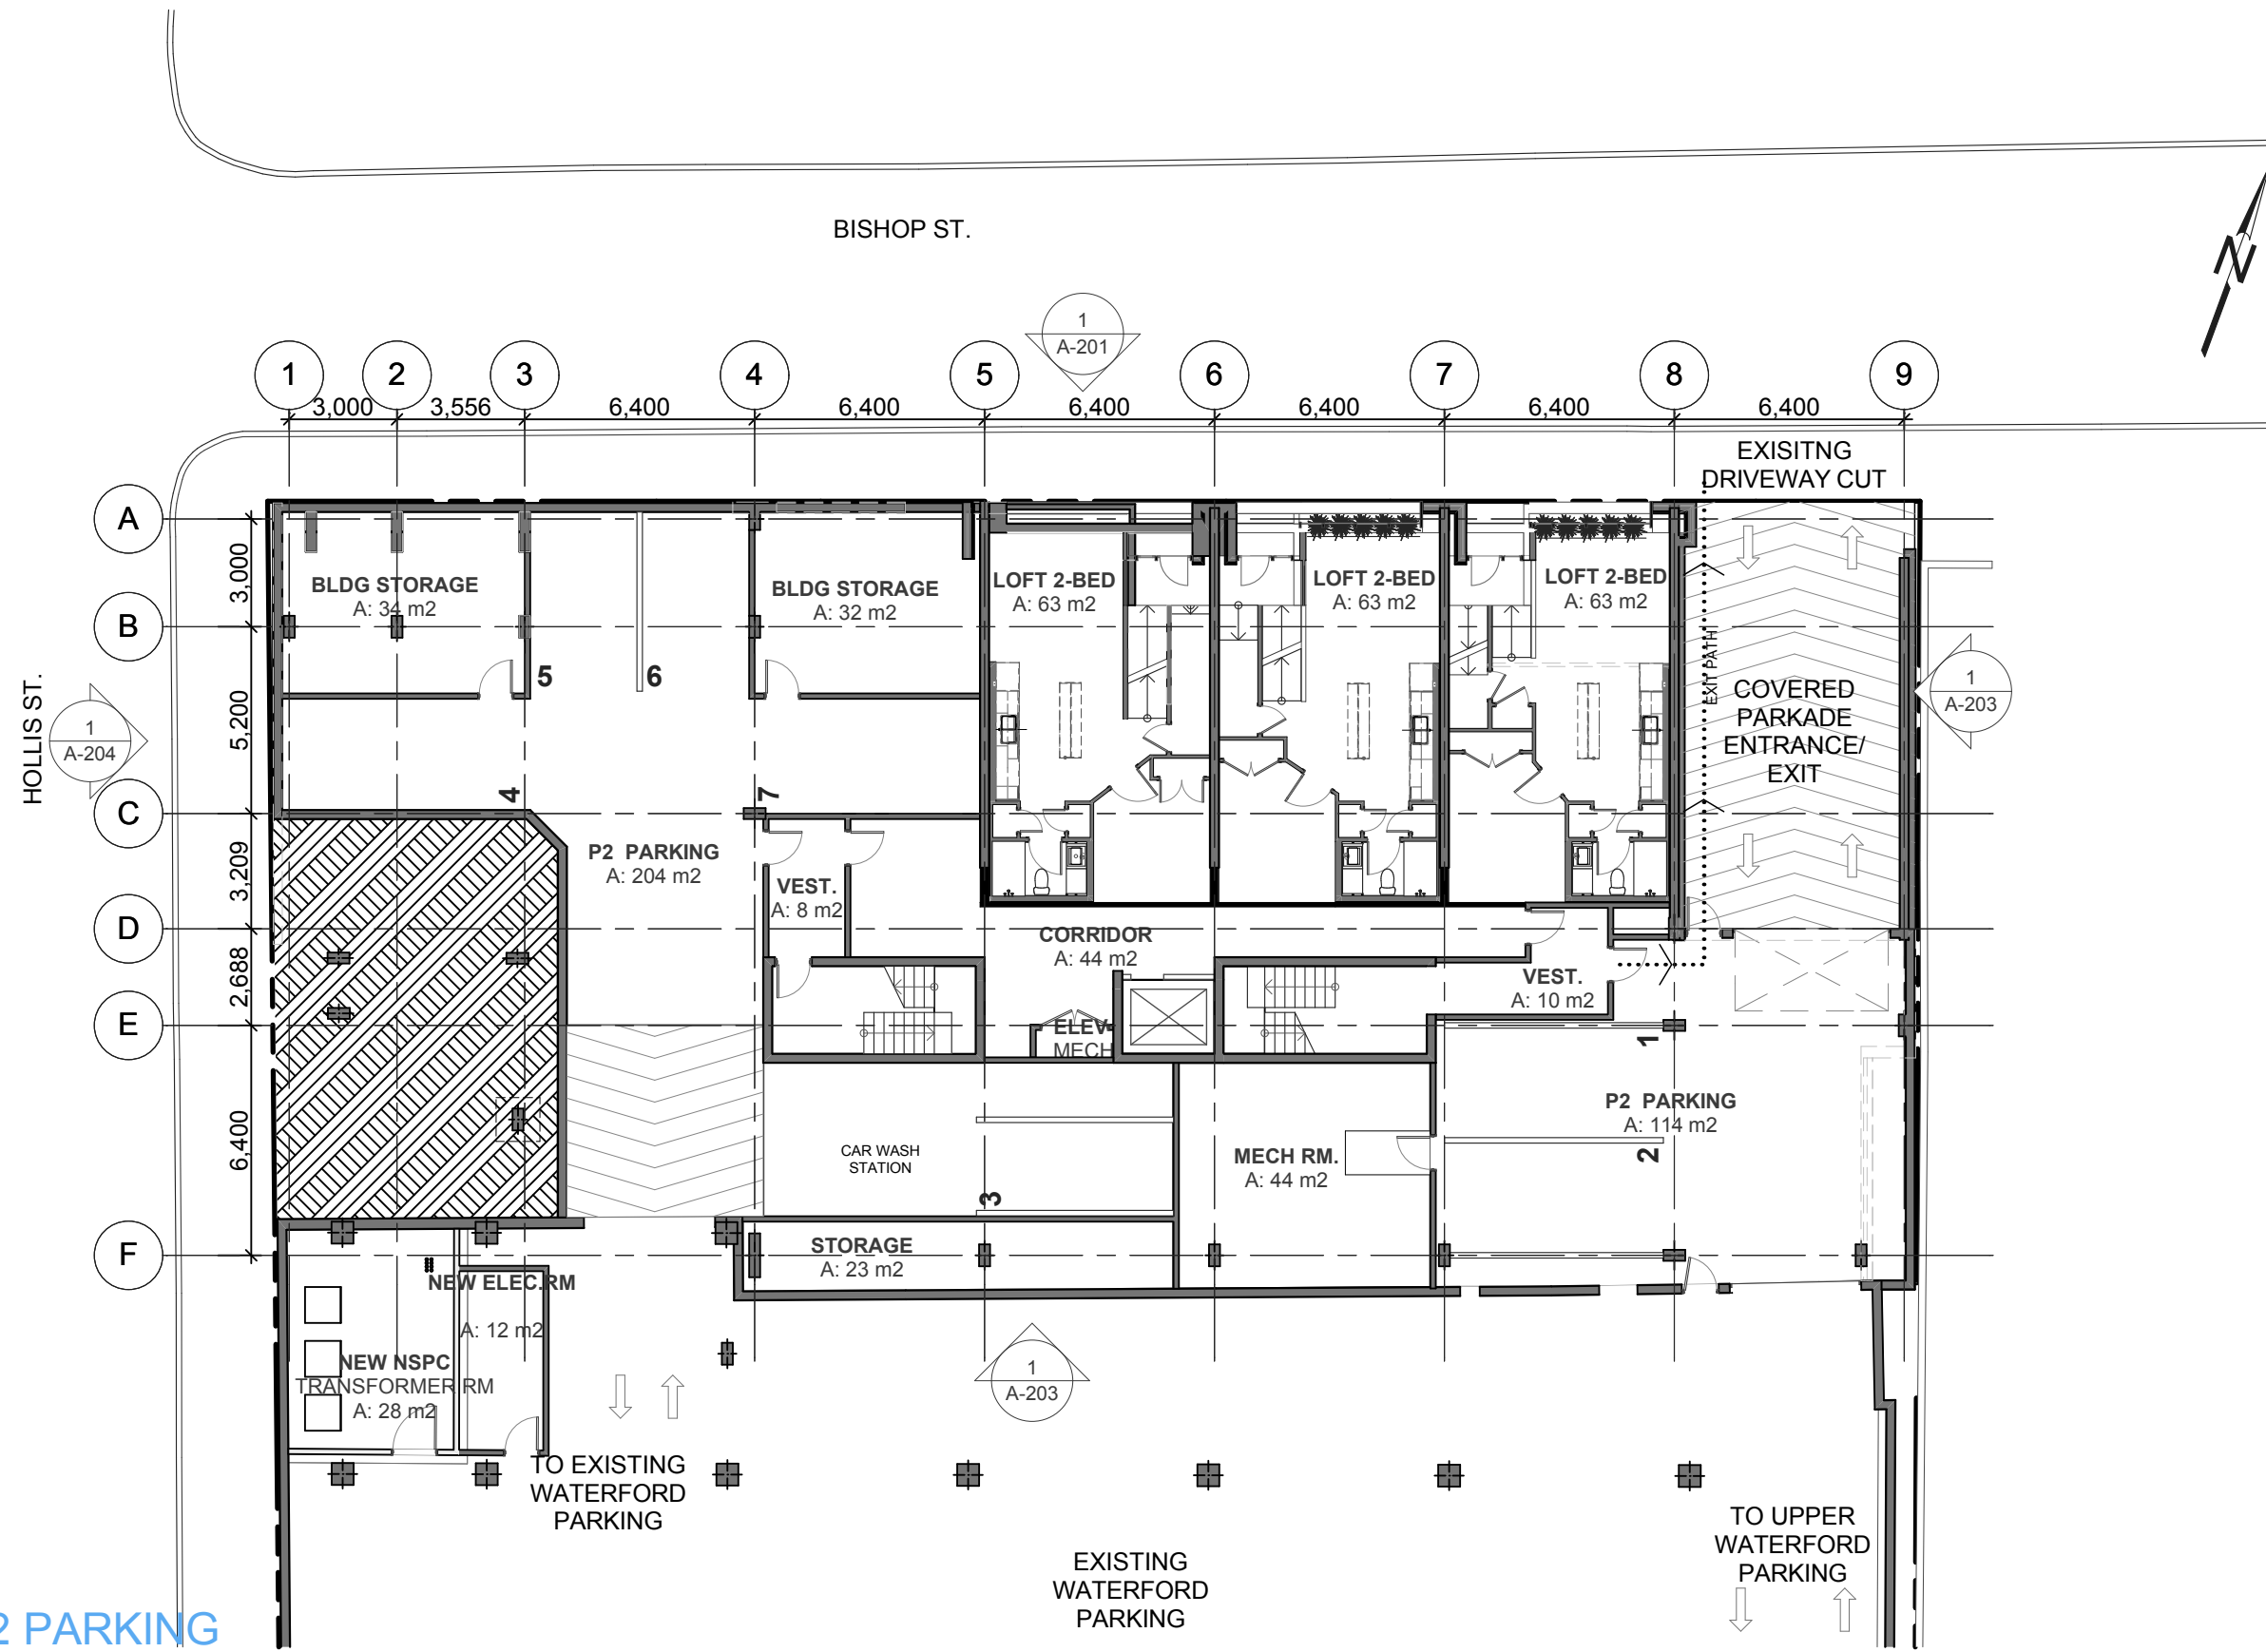 BISHOP ST.
N
1
A-201
1
2
3
4
5
6
7
8
9
3,000
3,556
6,400
6,400
6,400
6,400
6,400
6,400
EXISITNG
DRIVEWAY CUT
A
B
C
D
E
F
3,000
5,200
3,209
2,688
6,400
HOLLIS ST.
1
A-204
BLDG STORAGE
A: 34 m2
BLDG STORAGE
A: 32 m2
LOFT 2-BED
A: 63 m2
LOFT 2-BED
A: 63 m2
LOFT 2-BED
A: 63 m2
EXIT PATH
COVERED
PARKADE
ENTRANCE/
EXIT
1
A-203
5
6
4
7
P2 PARKING
A: 204 m2
VEST.
A: 8 m2
CORRIDOR
A: 44 m2
VEST.
A: 10 m2
ELEV
MECH
1
P2 PARKING
A: 114 m2
2
CAR WASH
STATION
3
MECH RM.
A: 44 m2
STORAGE
A: 23 m2
NEW ELEC.RM
A: 12 m2
NEW NSPC
TRANSFORMER RM
A: 28 m2
1
A-203
TO EXISTING
WATERFORD
PARKING
EXISTING
WATERFORD
PARKING
TO UPPER
WATERFORD
PARKING
2 PARKING